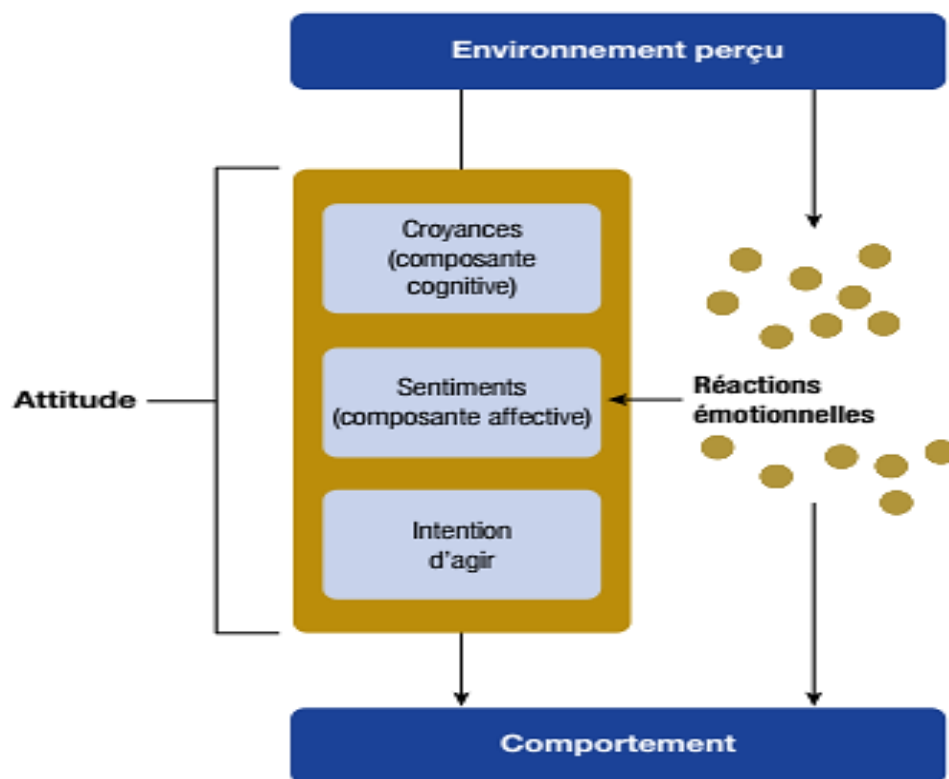 Environnement perçu
Croyances
(composante
cognitive)
Attitude
Sentiments
(composante affective)
Réactions
émotionnelles
Intention
d'agir
Comportement